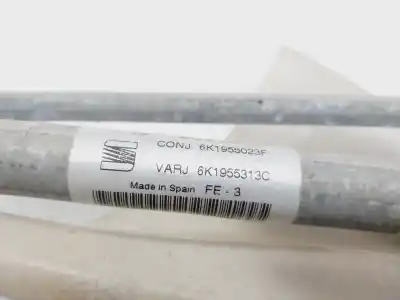 CONJ. 6K1955023F
VARJ 6K1955313C
Made in Spain FE - 3